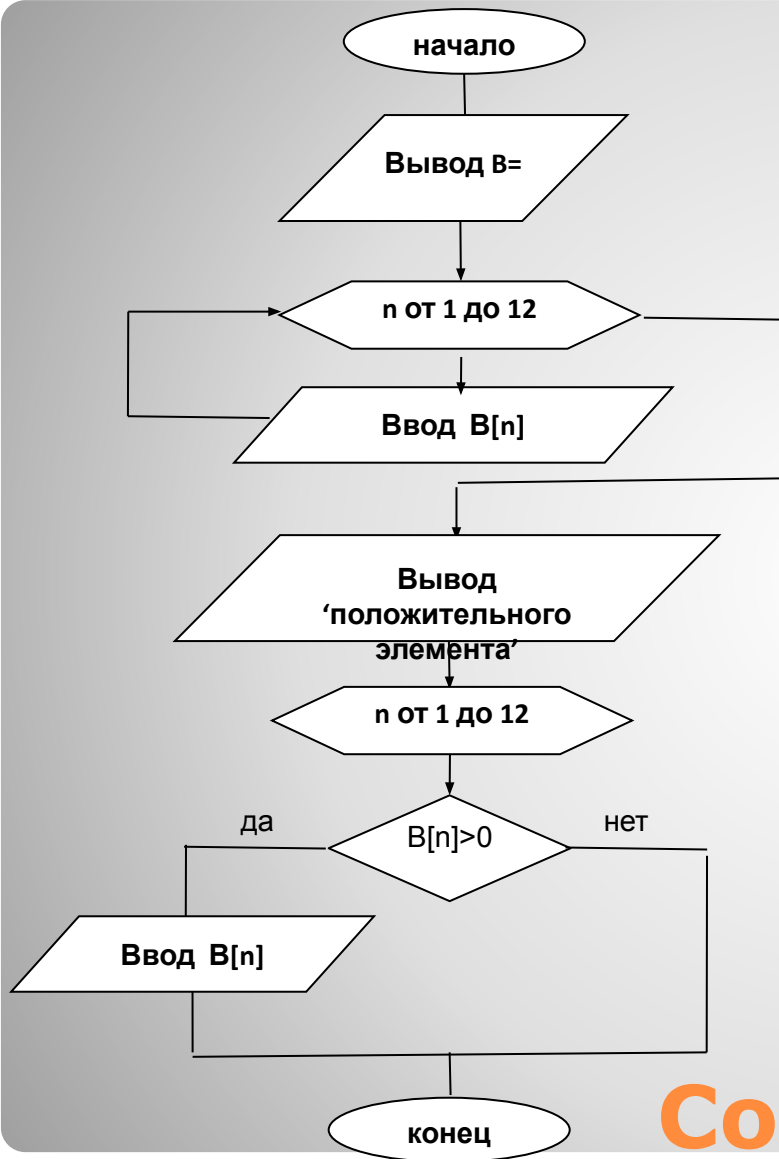 начало
Вывод B=
n от 1 до 12
Ввод B[n]
Вывод
‘положительного
элемента’
n от 1 до 12
B[n]>0
да
нет
Ввод B[n]
Co
конец